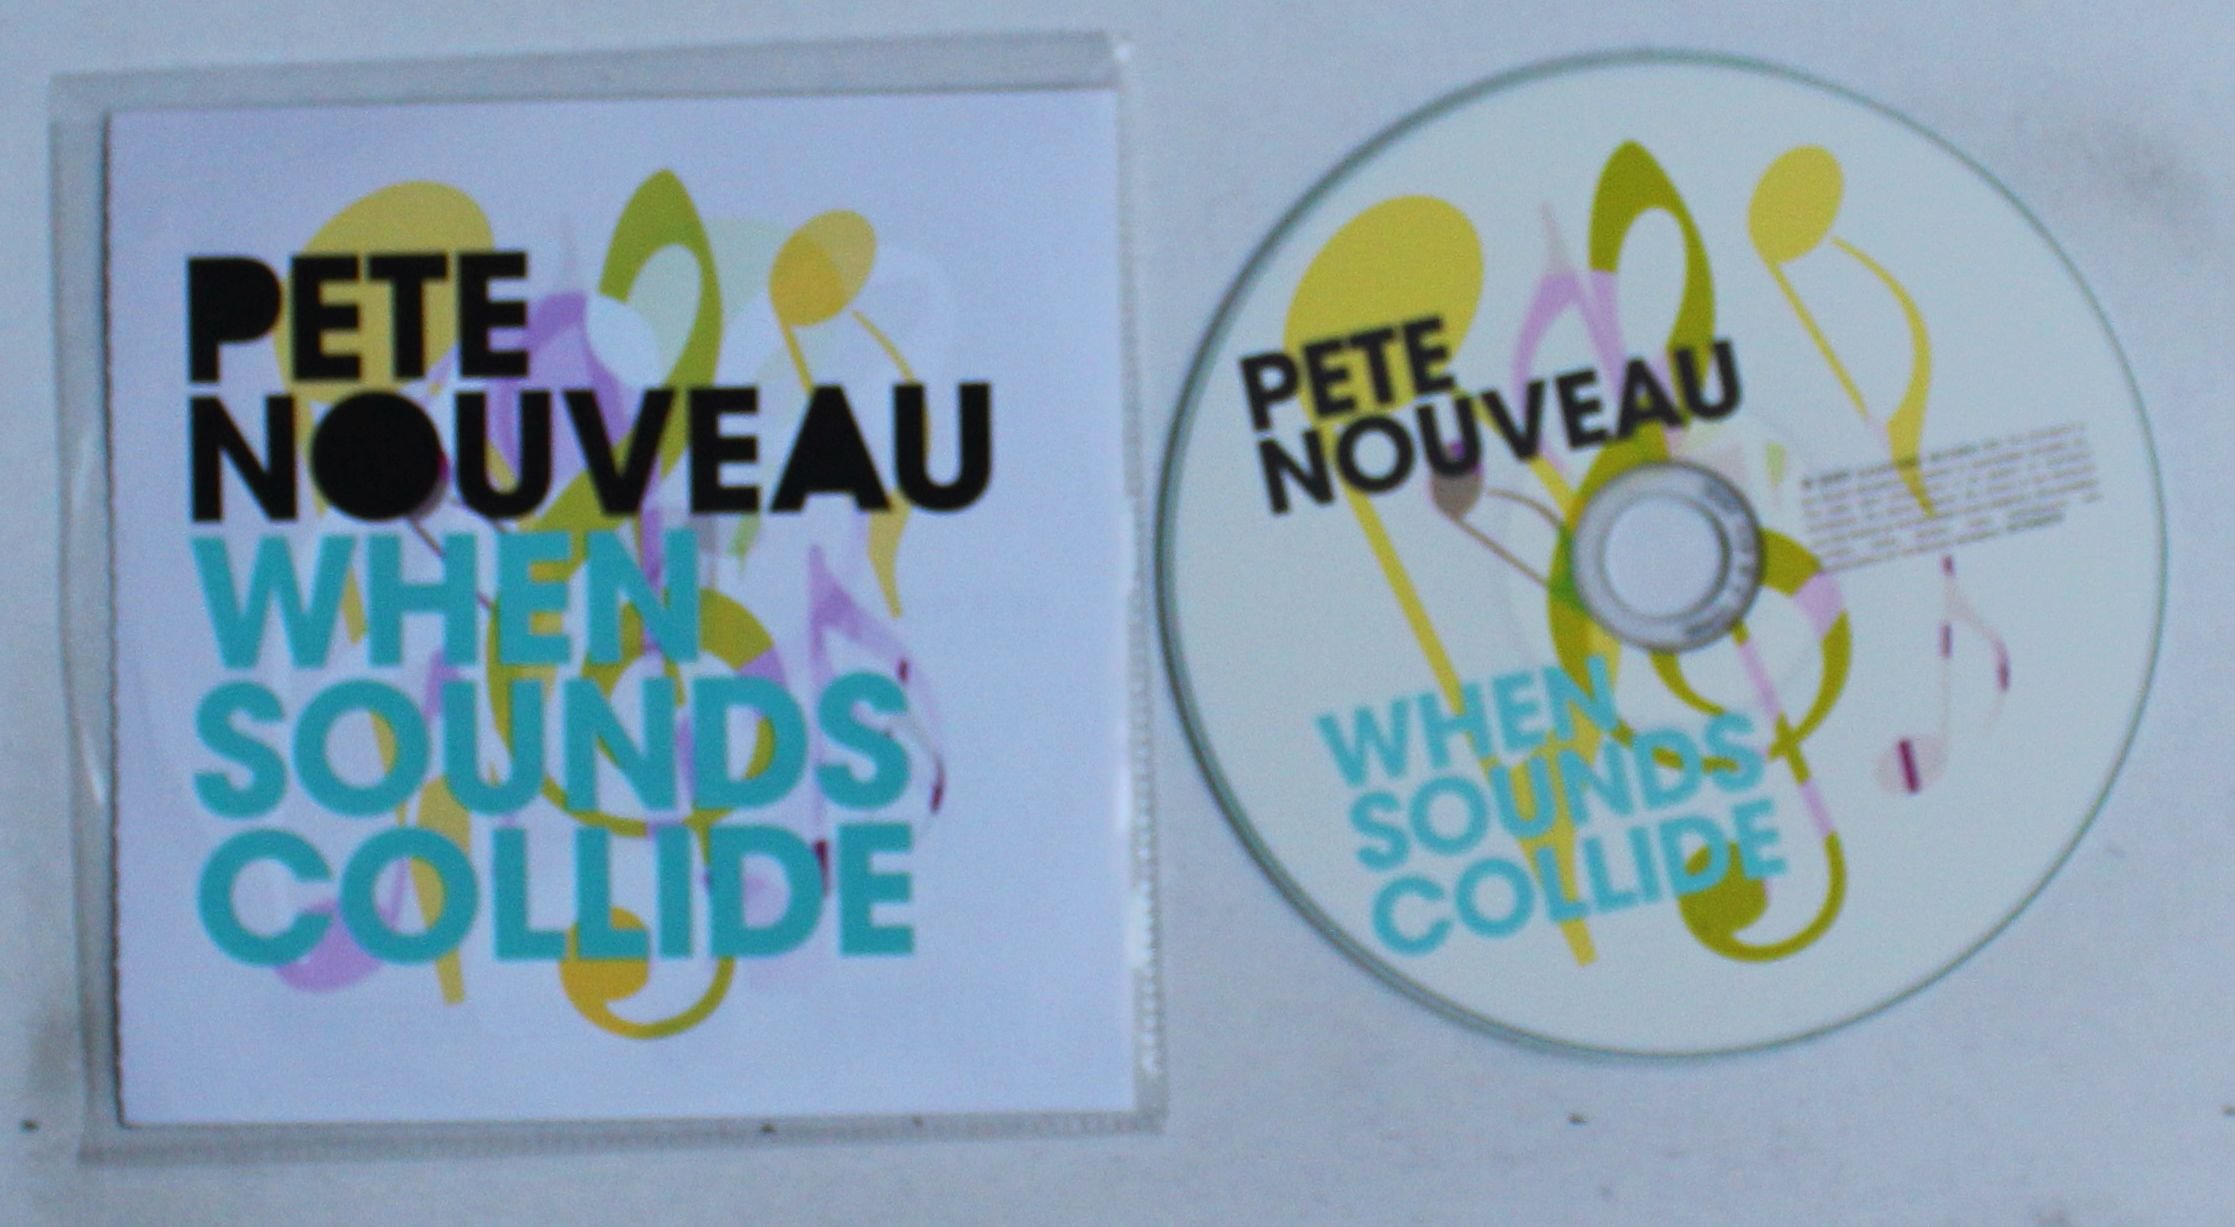 PETE
NOUVEAU
WHEN
SOUNDS
COLLIDE
PETE
NOUVEAU
WHEN
SOUNDS
COLLIDE